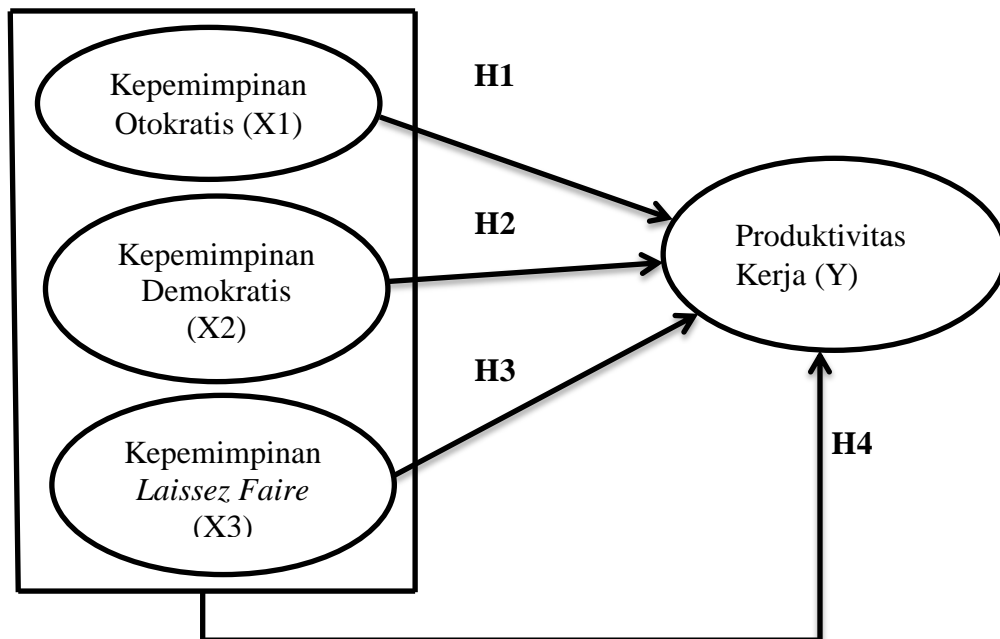 Kepemimpinan
Otokratis (X1)
H1
Kepemimpinan
Demokratis
(X2)
H2
Produktivitas
Kerja (Y)
H3
Kepemimpinan
Laissez Faire
(X3)
H4